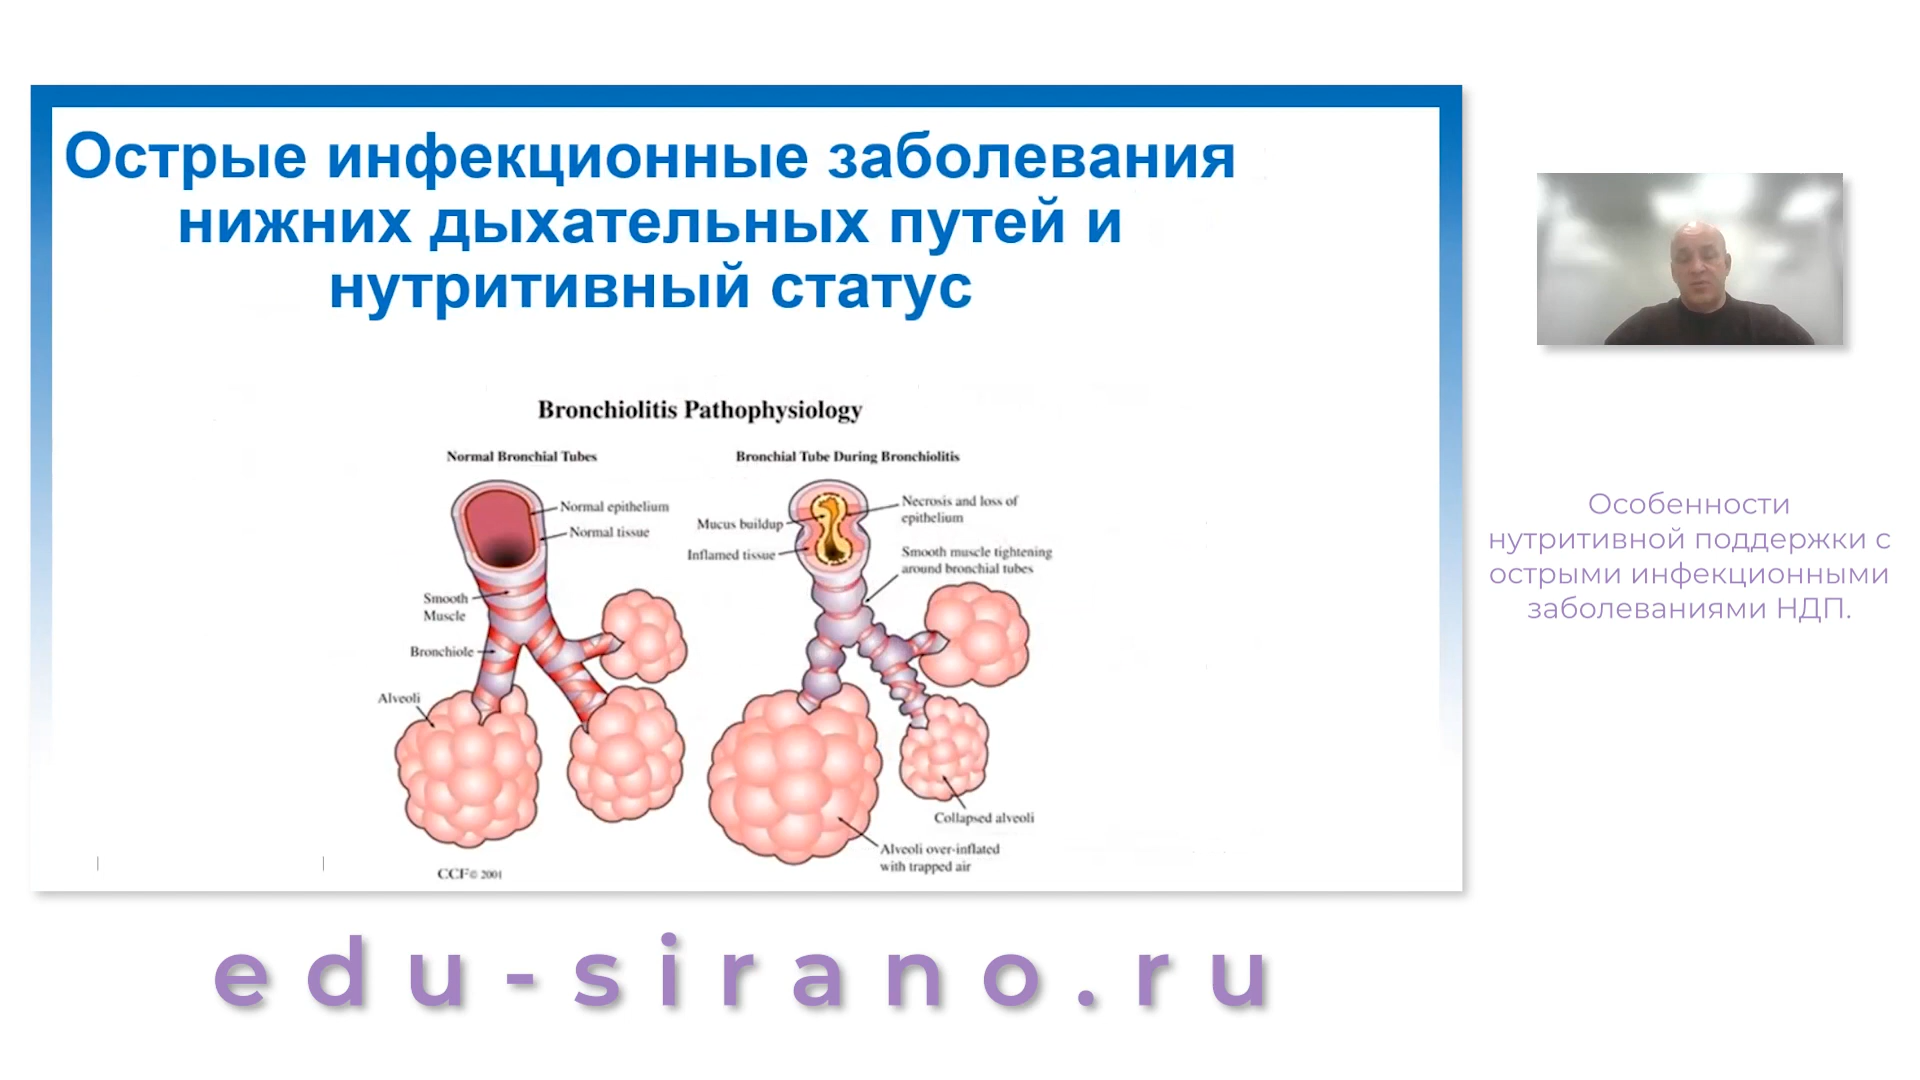 Острые инфекционные заболевания
нижних дыхательных путей и
нутритивный статус
Bronchiolitis Pathophysiology
Normal Bronchial Tubes
Normal epithelium
Normal tissue
Smooth
Muscle
Bronchiole
Alveoli
CCF© 2001
Bronchial Tube During Bronchiolitis
Mucus buildup
Inflamed tissue
Necrosis and loss of
epithelium
Smooth muscle tightening
around bronchial tubes
Collapsed alveoli
Alveoli over-inflated
with trapped air
Особенности
нутритивной поддержки с
острыми инфекционными
заболеваниями НДП.
edu-sirano.ru